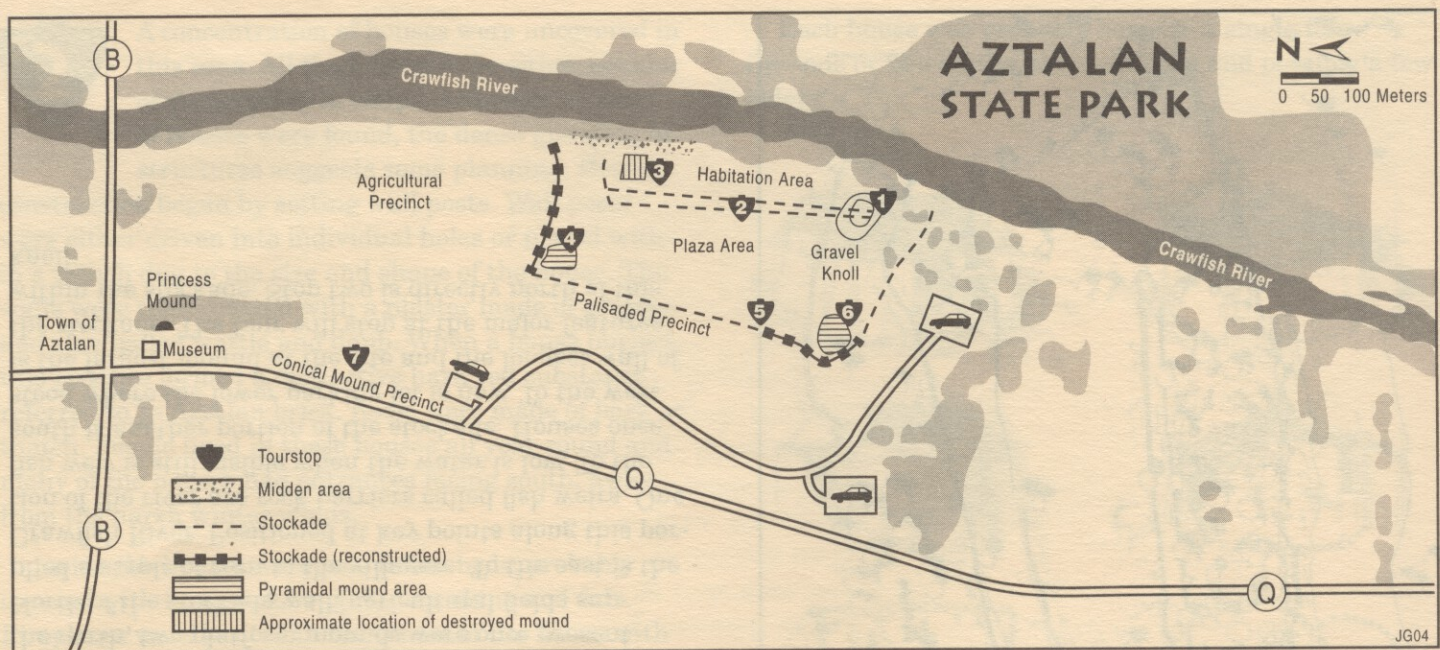 AZTALAN
STATE PARK
N
0 50 100 Meters
B
Crawfish River
Agricultural
Precinct
3
Habitation Area
2
1
4
Plaza Area
Gravel
Knoll
Crawfish River
Princess
Mound
Town of
Aztalan
Museum
Palisaded Precinct
5
6
7
Conical Mound Precinct
Q
B
Q
Tourstop
Midden area
Stockade
Stockade (reconstructed)
Pyramidal mound area
Approximate location of destroyed mound
JG04